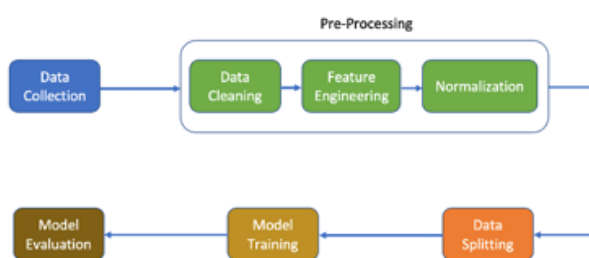 Pre-Processing
Data
Collection
Data
Cleaning
Feature
Engineering
Normalization
Model
Evaluation
Model
Training
Data
Splitting